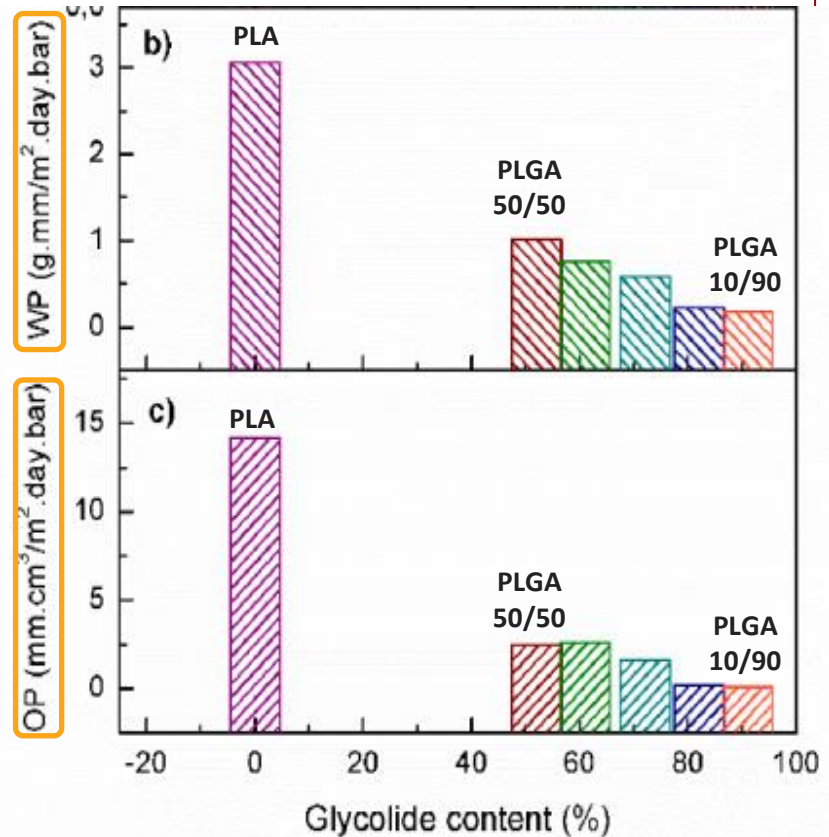 b)
PLA
3
2
1
0
WP (g.mm/m².day.bar)
PLGA
50/50
PLGA
10/90
c)
PLA
15
10
5
0
OP (mm.cm³/m².day.bar)
PLGA
50/50
PLGA
10/90
-20 0 20 40 60 80 100
Glycolide content (%)